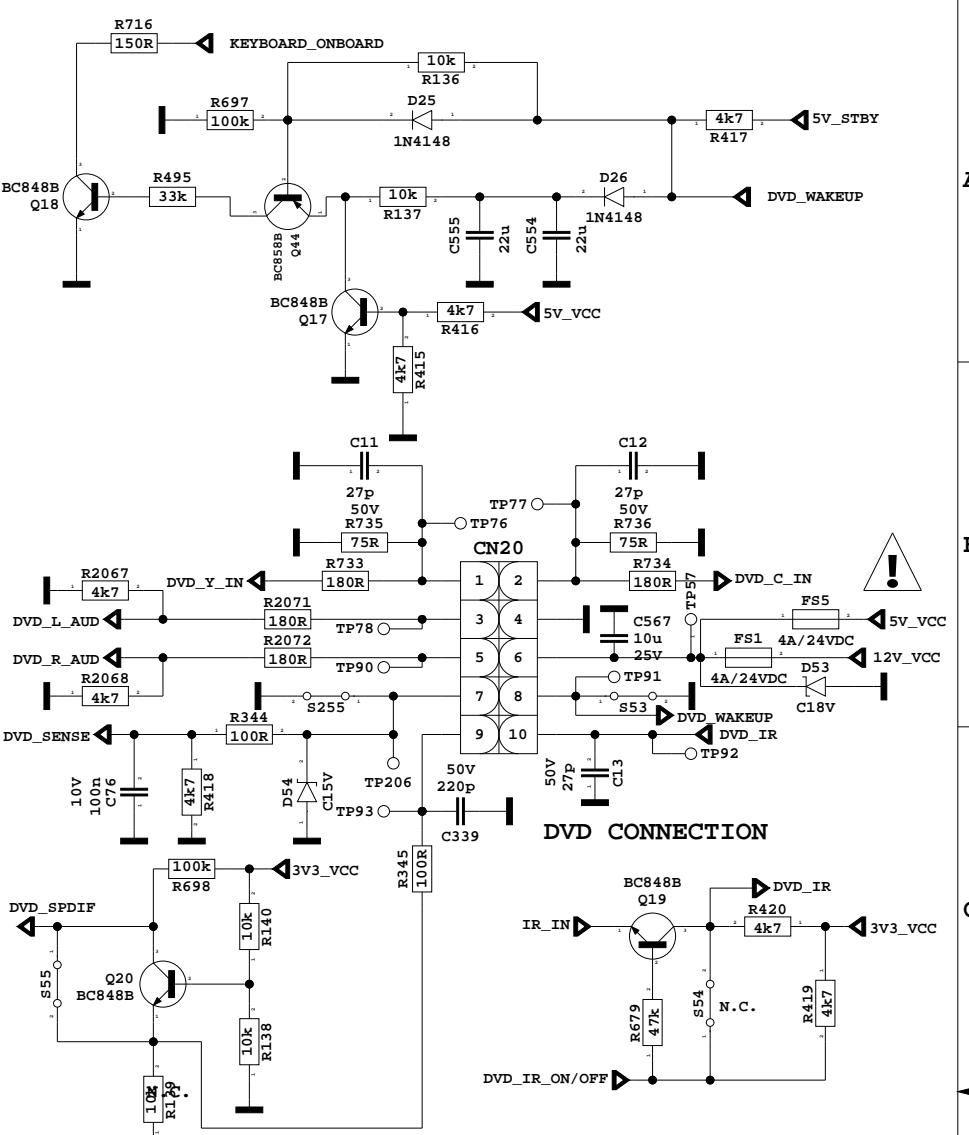 R716
150R
KEYBOARD_ONBOARD
10k
R136
R697
100k
D25
1N4148
4k7
R417
5V_STBY
A
BC848B
Q18
R495
33k
BC858B
Q44
10k
R137
C555
22u
C554
22u
D26
1N4148
DVD_WAKEUP
BC848B
Q17
4k7
R416
5V_VCC
4k7
R415
C11
27p
50V
R735
75R
TP76
TP77
C12
27p
50V
R736
75R
CN20
DVD_Y_IN
R733
180R
1
2
R734
180R
DVD_C_IN
TP57
R2067
4k7
DVD_L_AUD
R2071
180R
TP78
3
4
C567
10u
25V
FS5
4A/24VDC
5V_VCC
DVD_R_AUD
R2072
180R
TP90
5
6
FS1
4A/24VDC
12V_VCC
R2068
4k7
D53
C18V
TP91
S255
7
8
S53
DVD_WAKEUP
DVD_SENSE
R344
100R
9
10
DVD_IR
TP92
10V
100n
C76
4k7
R418
D54
C15V
TP206
TP93
50V
220p
C339
50V
27p
C13
DVD CONNECTION
R345
100R
100k
R698
3V3_VCC
DVD_SPDIF
10k
R140
S55
Q20
BC848B
10k
R138
10k
R139
BC848B
Q19
IR_IN
DVD_IR
R420
4k7
3V3_VCC
R679
47k
S54
N.C.
R419
4k7
DVD_IR_ON/OFF